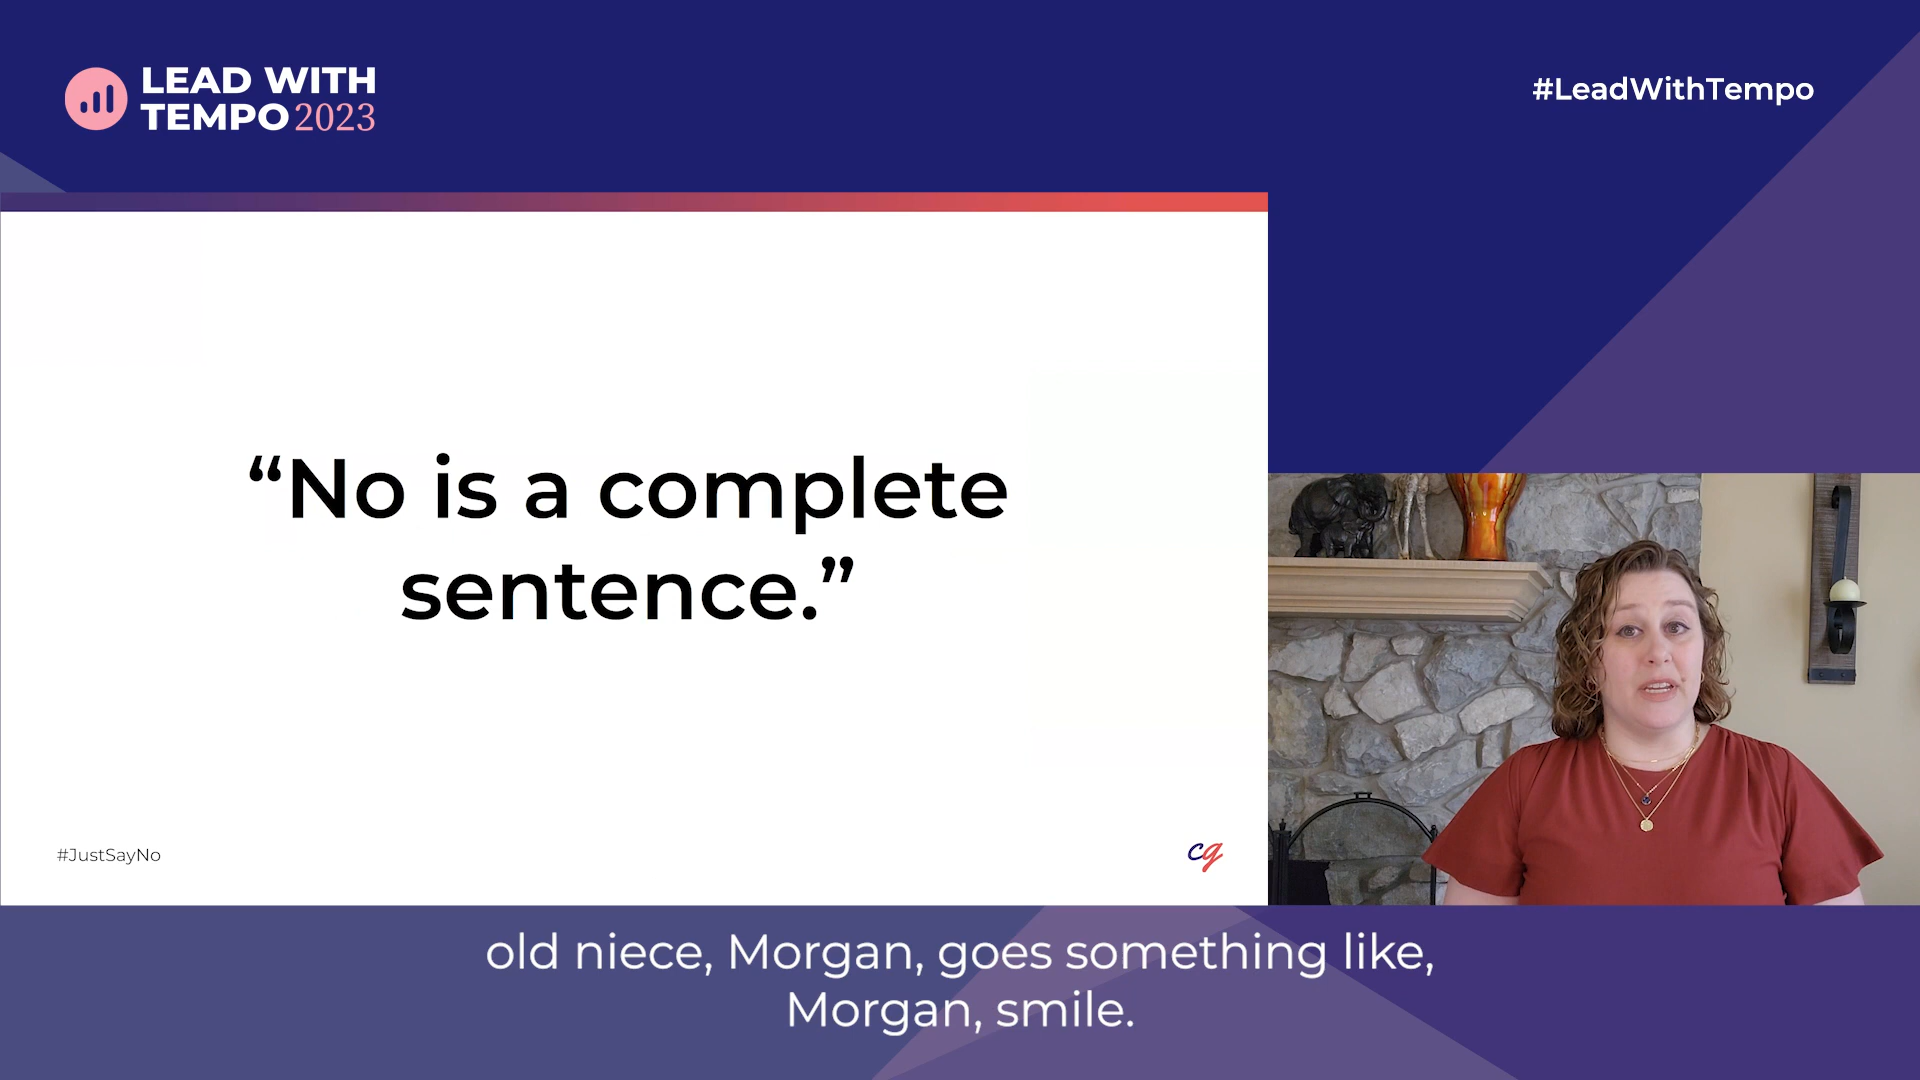 LEAD WITH
TEMPO 2023
#LeadWithTempo
“No is a complete
sentence.”
#JustSayNo
cg
old niece, Morgan, goes something like,
Morgan, smile.